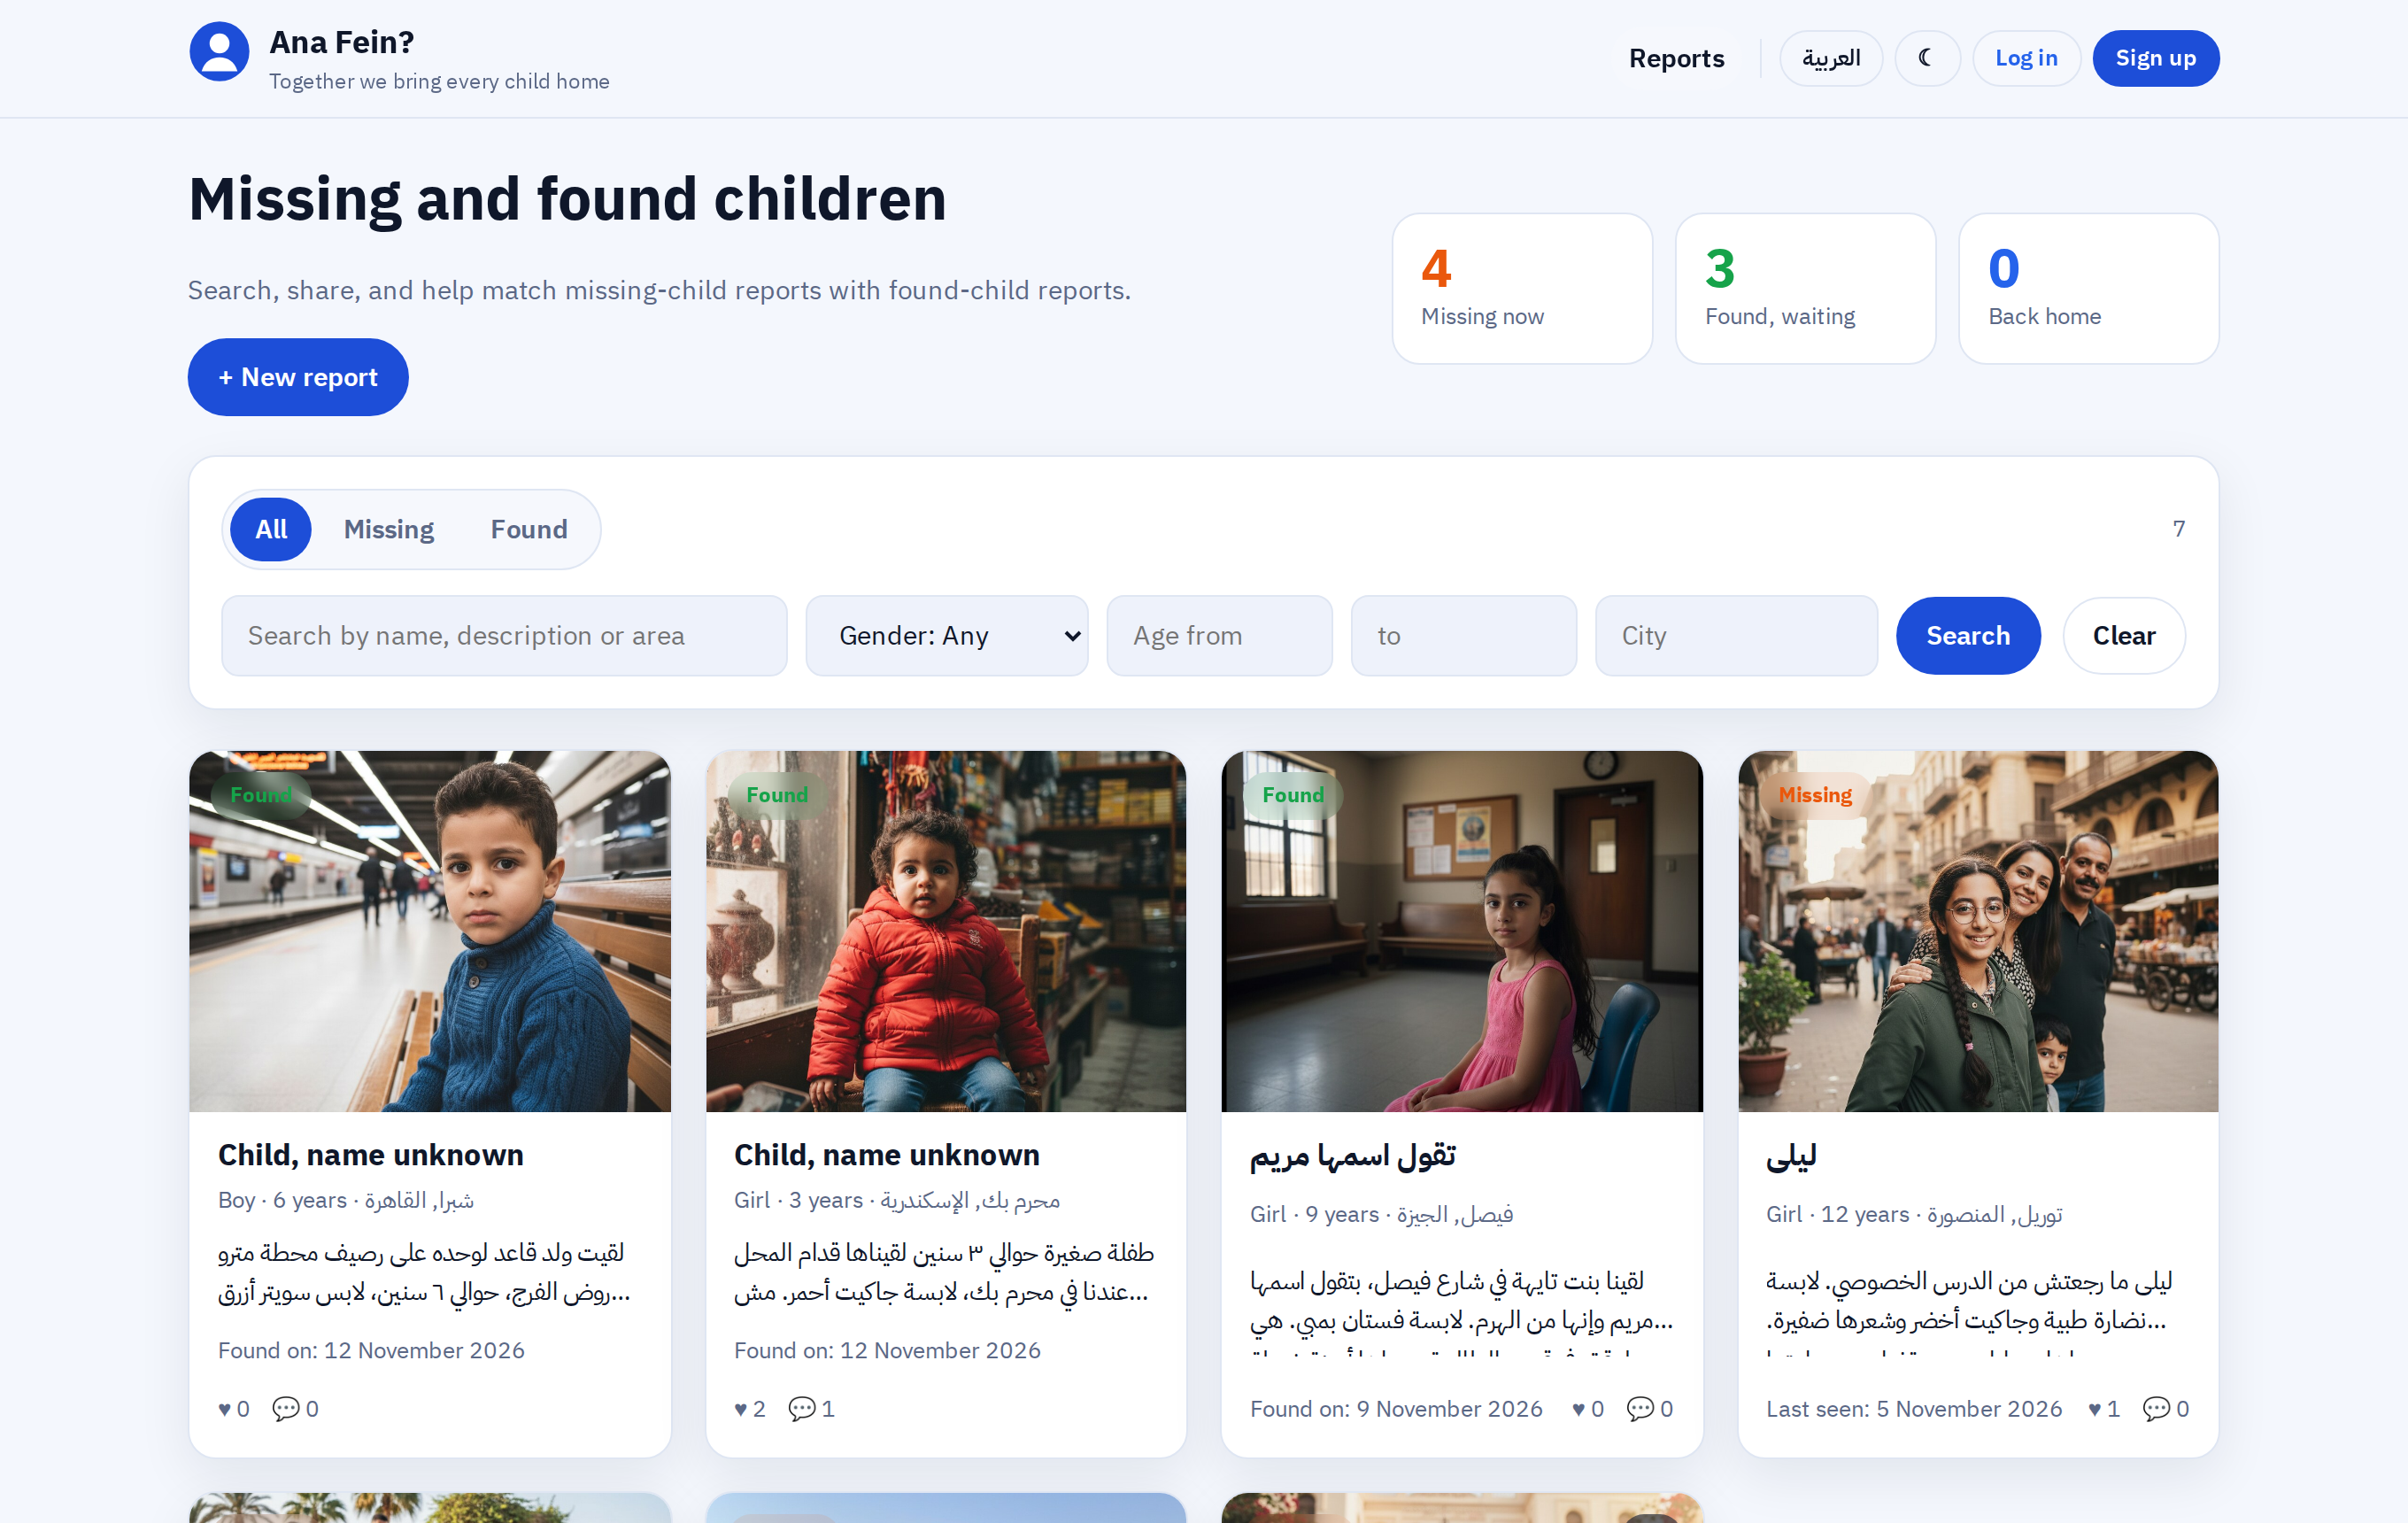 Ana Fein?
Together we bring every child home
Reports
العربية
Log in
Sign up
Missing and found children
Search, share, and help match missing-child reports with found-child reports.
+ New report
4
Missing now
3
Found, waiting
0
Back home
All
Missing
Found
7
Search by name, description or area
Gender: Any
Age from
to
City
Search
Clear
Found
Child, name unknown
Boy · 6 years · شبرا, القاهرة
لقيت ولد قاعد لوحده على رصيف محطة مترو
روض الفرج، حوالي ٦ سنين، لابس سويتر أزرق...
Found on: 12 November 2026
♥ 0 💬 0
Found
Child, name unknown
Girl · 3 years · محرم بك, الإسكندرية
طفلة صغيرة حوالي ٣ سنين لقيناها قدام المحل
عندنا في محرم بك، لابسة جاكيت أحمر. مش...
Found on: 12 November 2026
♥ 2 💬 1
Found
تقول اسمها مريم
Girl · 9 years · فيصل, الجيزة
لقينا بنت تايهة في شارع فيصل، بتقول اسمها
مريم وإنها من الهرم. لابسة فستان بمبي. هي...
Found on: 9 November 2026
♥ 0 💬 0
Missing
ليلى
Girl · 12 years · توريل, المنصورة
ليلى ما رجعتش من الدرس الخصوصي. لابسة
نضارة طبية وجاكيت أخضر وشعرها ضفيرة....
Last seen: 5 November 2026
♥ 1 💬 0